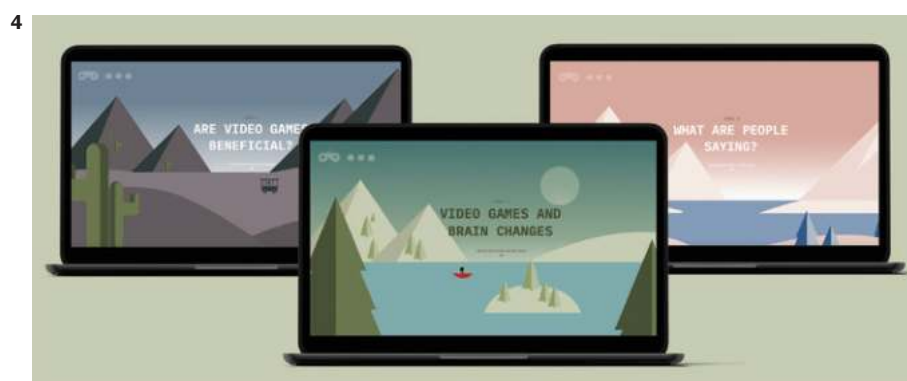 4
ARE VIDEO GAMES
BENEFICIAL?
WHAT ARE PEOPLE
SAYING?
VIDEO GAMES AND
BRAIN CHANGES